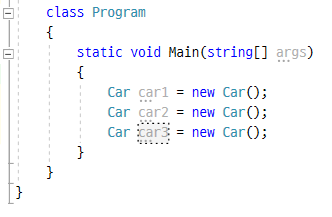 class Program
{
static void Main(string[] args)
{
Car car1 = new Car();
Car car2 = new Car();
Car car3 = new Car();
}
}
}